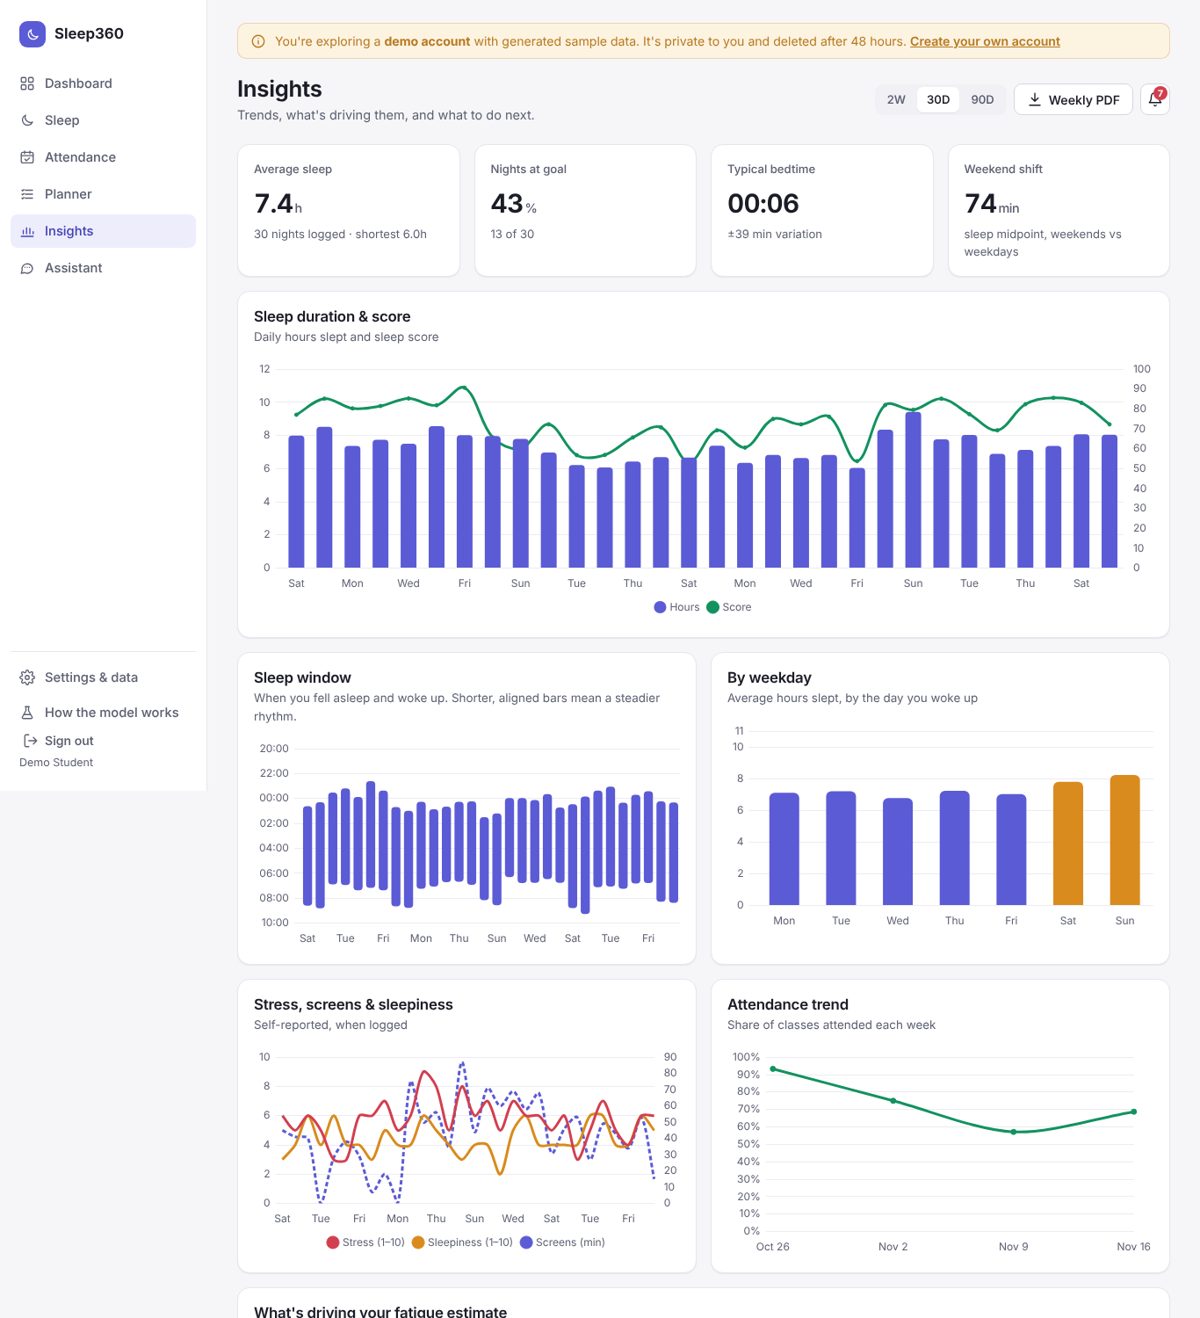 Sleep360
Dashboard
Sleep
Attendance
Planner
Insights
Assistant
Settings & data
How the model works
Sign out
Demo Student
You're exploring a demo account with generated sample data. It's private to you and deleted after 48 hours. Create your own account
Insights
Trends, what's driving them, and what to do next.
2W 30D 90D
Weekly PDF
7
Average sleep
7.4h
30 nights logged · shortest 6.0h
Nights at goal
43%
13 of 30
Typical bedtime
00:06
±39 min variation
Weekend shift
74min
sleep midpoint, weekends vs
weekdays
Sleep duration & score
Daily hours slept and sleep score
12
10
8
6
4
2
0
100
90
80
70
60
50
40
30
20
10
0
Sat Mon Wed Fri Sun Tue Thu Sat Mon Wed Fri Sun Tue Thu Sat
Hours Score
Sleep window
When you fell asleep and woke up. Shorter, aligned bars mean a steadier
rhythm.
20:00
22:00
00:00
02:00
04:00
06:00
08:00
10:00
Sat Tue Fri Mon Thu Sun Wed Sat Tue Fri
By weekday
Average hours slept, by the day you woke up
11
10
8
6
4
2
0
Mon Tue Wed Thu Fri Sat Sun
Stress, screens & sleepiness
Self-reported, when logged
10
8
6
4
2
0
90
80
70
60
50
40
30
20
10
0
Sat Tue Fri Mon Thu Sun Wed Sat Tue Fri
Stress (1–10) Sleepiness (1–10) Screens (min)
Attendance trend
Share of classes attended each week
100%
90%
80%
70%
60%
50%
40%
30%
20%
10%
0%
Oct 26 Nov 2 Nov 9 Nov 16
What's driving your fatigue estimate